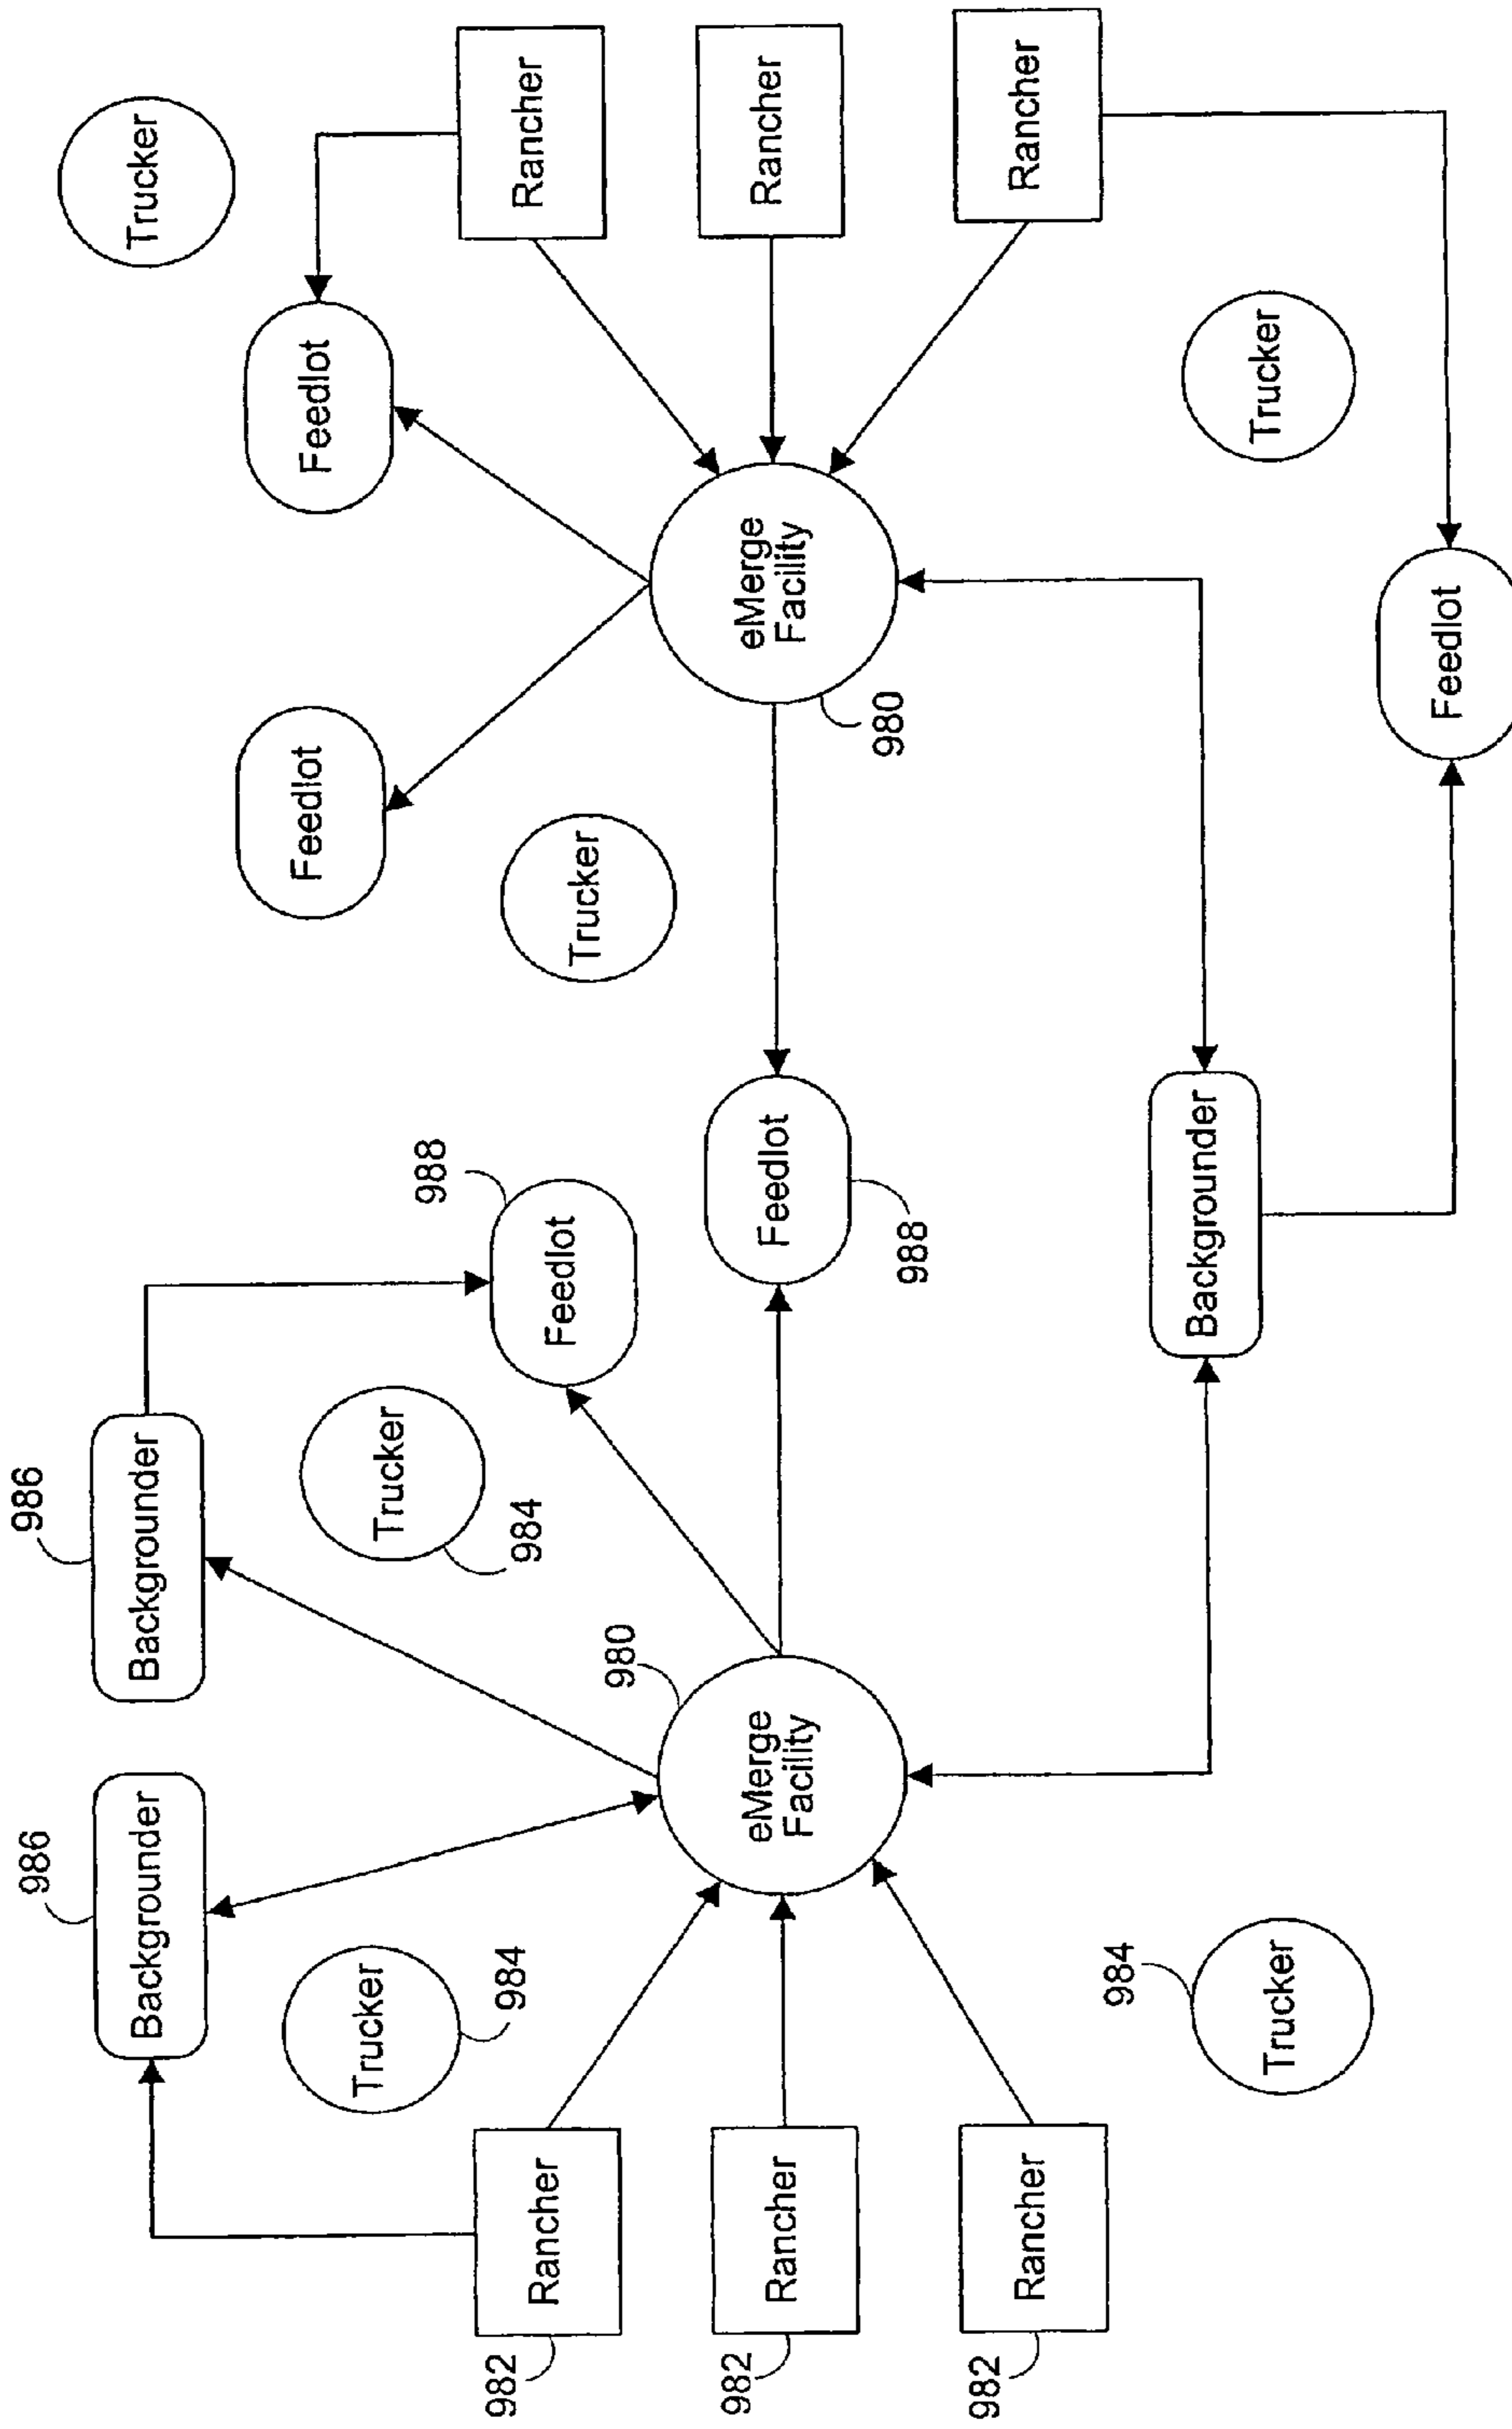 986
986
Backgrounder
Backgrounder
Trucker
Feedlot
Feedlot
Trucker
Trucker
988
984
984
982
Rancher
Feedlot
Trucker
Rancher
980
982
Rancher
eMerge
Facility
Feedlot
eMerge
Facility
Rancher
988
980
982
Rancher
Rancher
984
Backgrounder
Trucker
Trucker
Feedlot